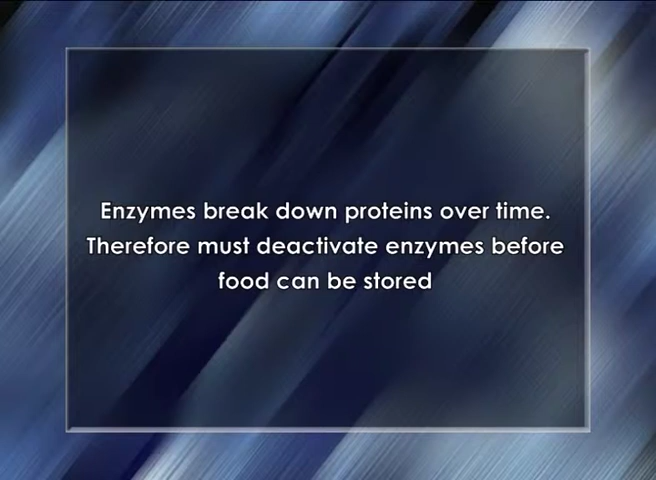 Enzymes break down proteins over time.
Therefore must deactivate enzymes before
food can be stored